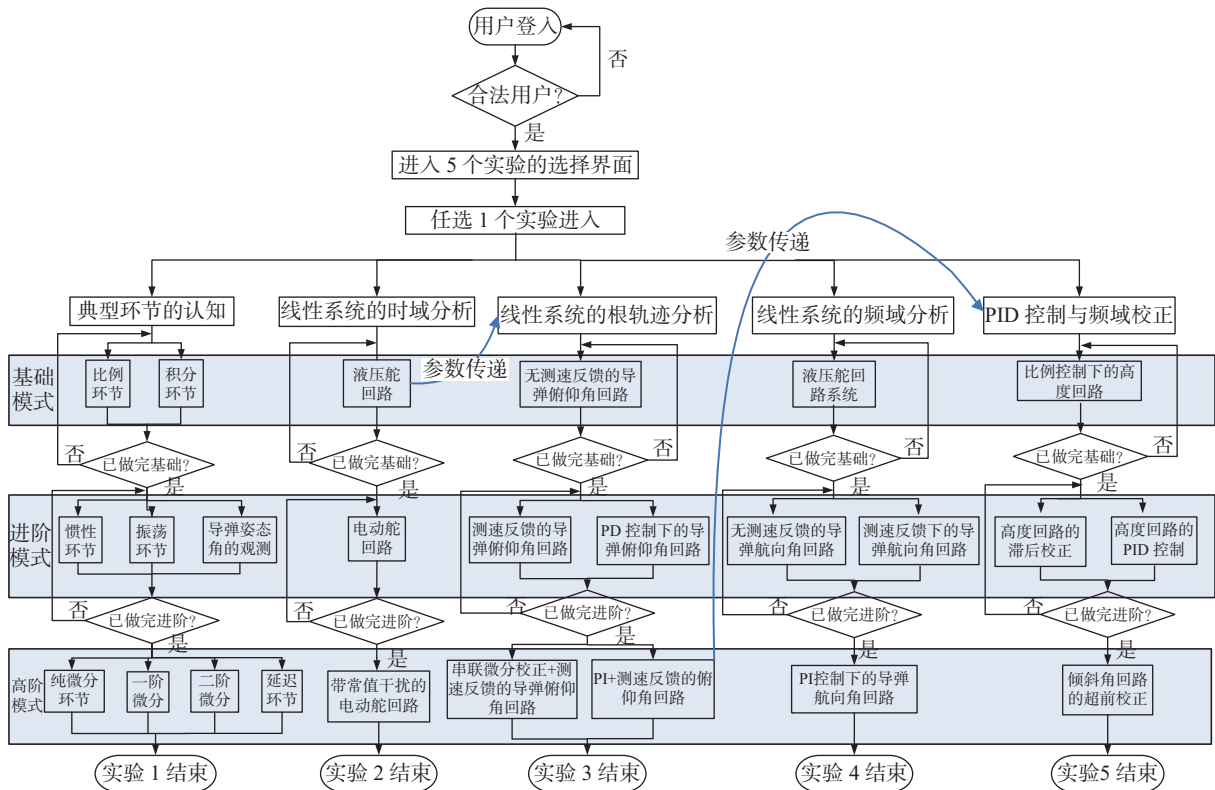 用户登入
否
合法用户?
是
进入 5 个实验的选择界面
任选 1 个实验进入
参数传递
典型环节的认知
线性系统的时域分析
线性系统的根轨迹分析
线性系统的频域分析
PID 控制与频域校正
参数传递
基础
模式
比例
环节
积分
环节
液压舵
回路
无测速反馈的导
弹俯仰角回路
液压舵回
路系统
比例控制下的高
度回路
否
已做完基础?
是
否
已做完基础?
是
已做完基础?
否
是
已做完基础?
否
是
已做完基础?
否
是
进阶
模式
惯性
环节
振荡
环节
导弹姿态
角的观测
电动舵
回路
测速反馈的导
弹俯仰角回路
PD 控制下的导
弹俯仰角回路
无测速反馈的导
弹航向角回路
测速反馈下的导
弹航向角回路
高度回路的
滞后校正
高度回路的
PID 控制
否
已做完进阶?
是
否
已做完进阶?
是
否
已做完进阶?
是
否
已做完进阶?
是
否
已做完进阶?
是
高阶
模式
纯微分
环节
一阶
微分
二阶
微分
延迟
环节
带常值干扰的
电动舵回路
串联微分校正+测
速反馈的导弹俯仰
角回路
PI+测速反馈的俯
仰角回路
PI控制下的导弹
航向角回路
倾斜角回路
的超前校正
实验 1 结束
实验 2 结束
实验 3 结束
实验 4 结束
实验5 结束